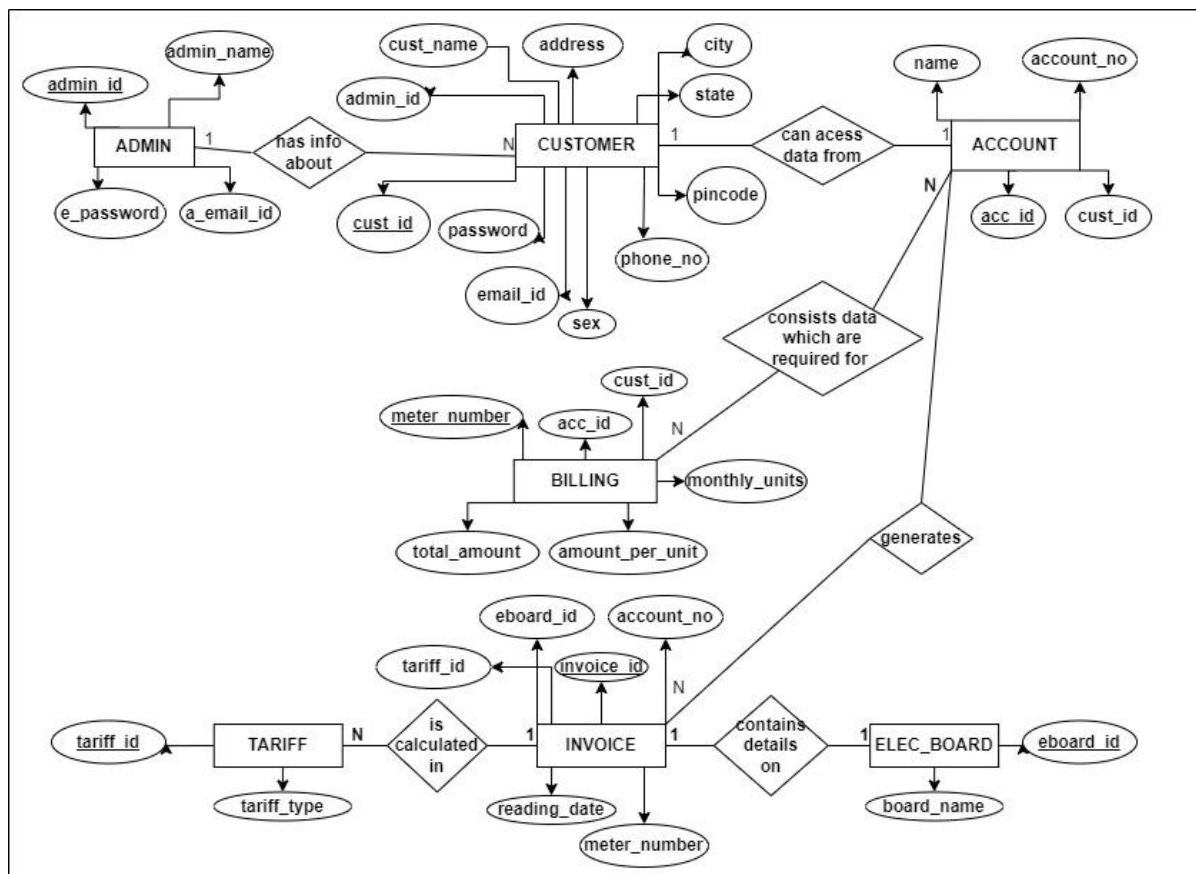 cust_name
address
city
admin_name
name
account_no
admin_id
admin_id
state
ADMIN
1
has info
about
N
CUSTOMER
1
can acess
data from
1
ACCOUNT
N
e_password
a_email_id
cust_id
password
pincode
acc_id
cust_id
phone_no
email_id
sex
consists data
which are
required for
cust_id
meter_number
acc_id
N
BILLING
monthly_units
total_amount
amount_per_unit
generates
eboard_id
account_no
tariff_id
invoice_id
N
tariff_id
TARIFF
N
is
calculated
in
1
INVOICE
1
contains
details
on
1
ELEC_BOARD
eboard_id
tariff_type
reading_date
board_name
meter_number